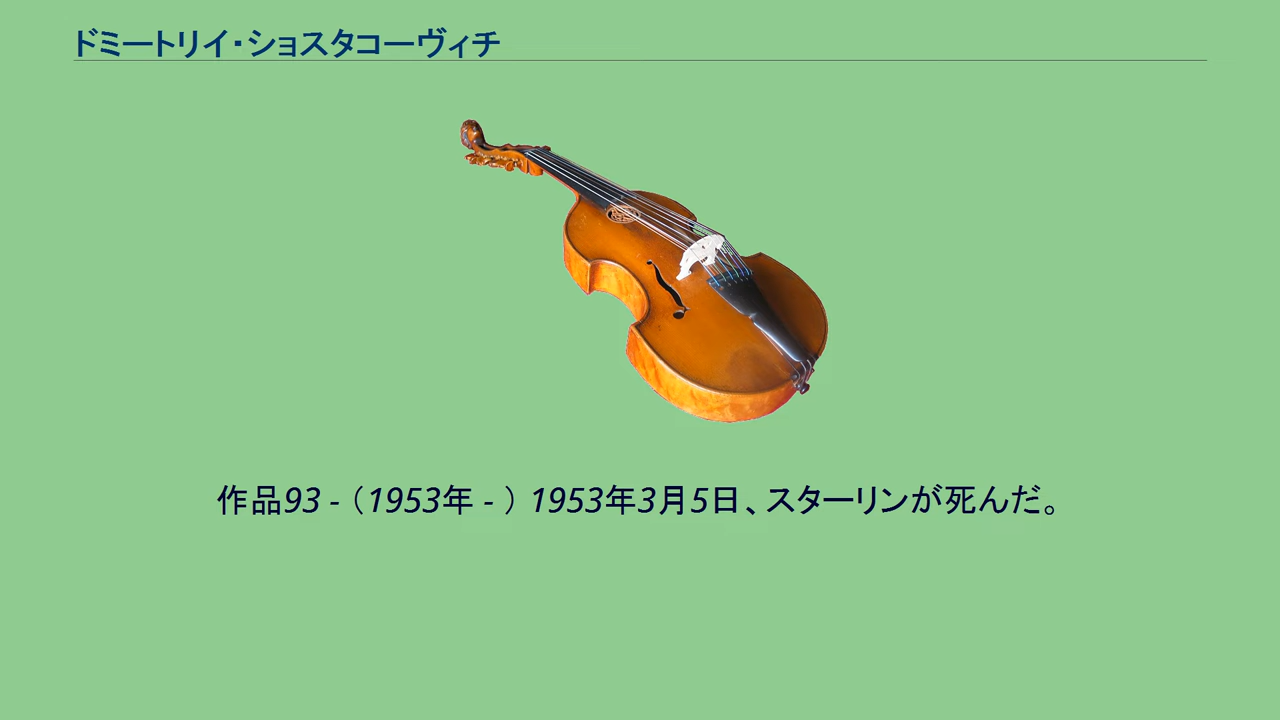 ドミートリイ・ショスタコーヴィチ
作品93 - （1953年 - ） 1953年3月5日、スターリンが死んだ。